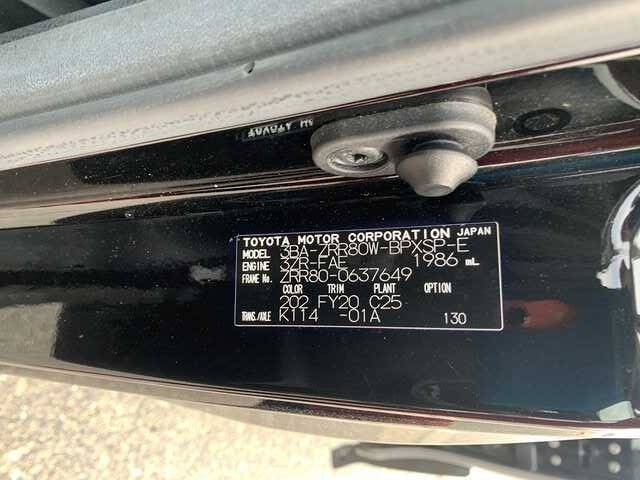 TOYOTA MOTOR CORPORATION JAPAN
MODEL 3BA-ZRR80W-BPXSP-E
ENGINE 3ZR-FAE 1986 mL
FRAME No. ZRR80-0637649
COLOR TRIM PLANT OPTION
202 FY20 C25
TRANS./AXLE K114 -01A 130